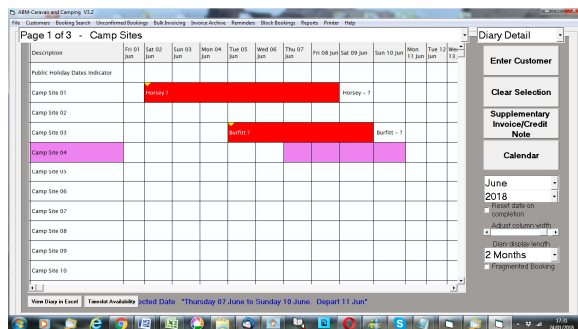 ABM-Caravan and Camping V3.2
File Customers Booking Search Unconfirmed Bookings Bulk Invoicing Invoice Archive Reminders Block Bookings Reports Printer Help Exit
Page 1 of 3 - Camp Sites
Diary Detail
Description Fri 01 Jun Sat 02 Jun Sun 03 Jun Mon 04 Jun Tue 05 Jun Wed 06 Jun Thu 07 Jun Fri 08 Jun Sat 09 Jun Sun 10 Jun Mon 11 Jun Tue 12 Jun
Public Holiday Dates Indicator
Camp Site 01 Horsey ? Horsey - ?
Camp Site 02
Camp Site 03 Burfitt ? Burfitt - ?
Camp Site 04
Camp Site 05
Camp Site 06
Camp Site 07
Camp Site 08
Camp Site 09
Camp Site 10
Enter Customer
Clear Selection
Supplementary
Invoice/Credit
Note
Calendar
June
2018
Reset date on
completion
Adjust column width
Diary display length
2 Months
Fragmented Booking
View Diary in Excel Timeslot Availability ected Date "Thursday 07 June to Sunday 10 June. Depart 11 Jun"
17:31
24/01/2018